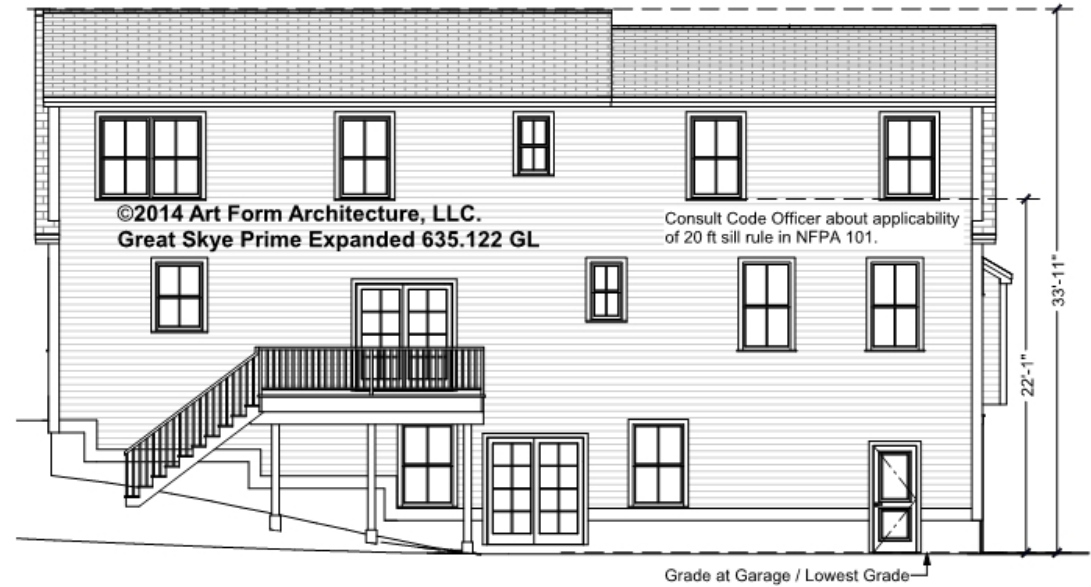 ©2014 Art Form Architecture, LLC.
Great Skye Prime Expanded 635.122 GL
Consult Code Officer about applicability
of 20 ft sill rule in NFPA 101.
33'-11"
22'-1"
Grade at Garage / Lowest Grade